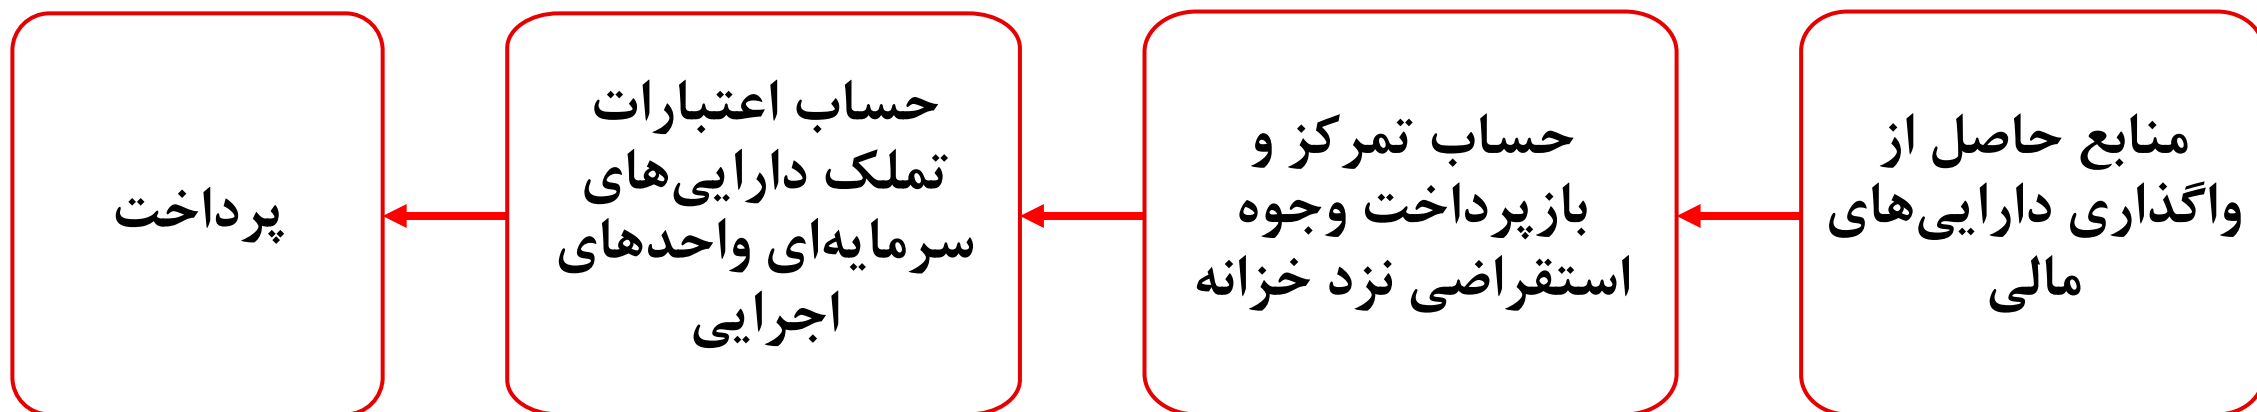 منابع حاصل از
واگذاری دارایی‌های
مالی
حساب تمرکز و
بازپرداخت وجوه
استقراضی نزد خزانه
حساب اعتبارات
تملک دارایی‌های
سرمایه‌ای واحدهای
اجرایی
پرداخت